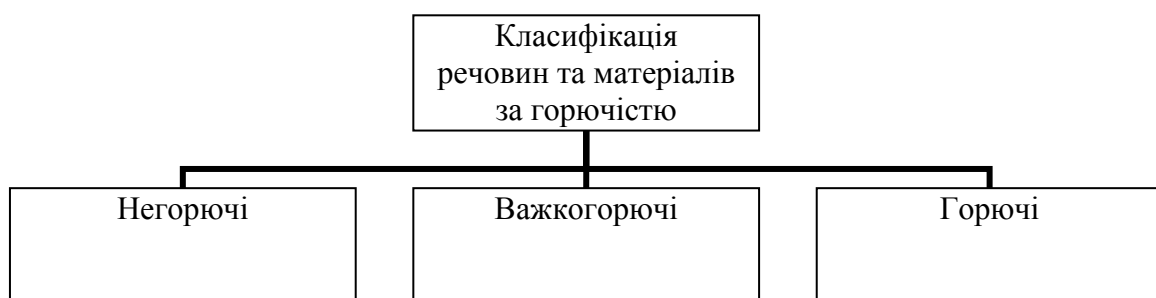 Класифікація
речовин та матеріалів
за горючістю
Негорючі
Важкогорючі
Горючі